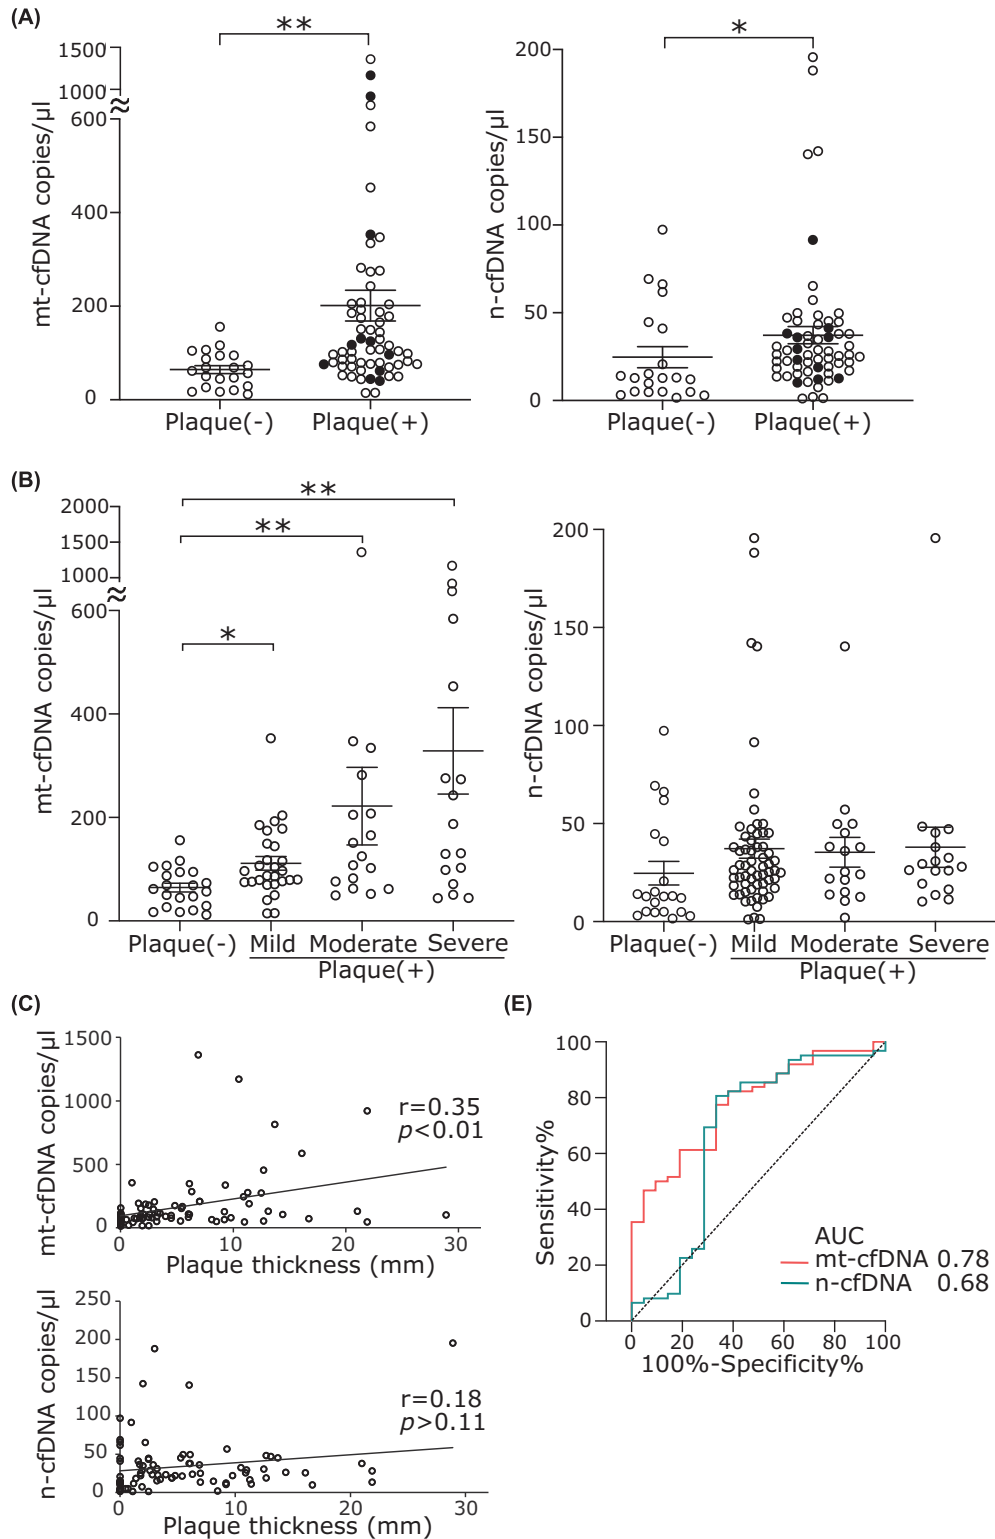 (A)
**
*
mt-cfDNA copies/μl
1500
1000
600
400
200
0
Plaque(-)
Plaque(+)
n-cfDNA copies/μl
200
150
100
50
0
Plaque(-)
Plaque(+)
(B)
**
**
*
mt-cfDNA copies/μl
2000
1500
1000
600
400
200
0
Plaque(-)
Mild
Moderate
Severe
Plaque(+)
n-cfDNA copies/μl
200
150
100
50
0
Plaque(-)
Mild
Moderate
Severe
Plaque(+)
(C)
mt-cfDNA copies/μl
1500
1000
500
0
r=0.35
p<0.01
0 10 20 30
Plaque thickness (mm)
n-cfDNA copies/μl
250
200
150
100
50
0
r=0.18
p>0.11
0 10 20 30
Plaque thickness (mm)
(E)
Sensitivity%
100
80
60
40
20
0
AUC
mt-cfDNA 0.78
n-cfDNA 0.68
0 20 40 60 80 100
100%-Specificity%